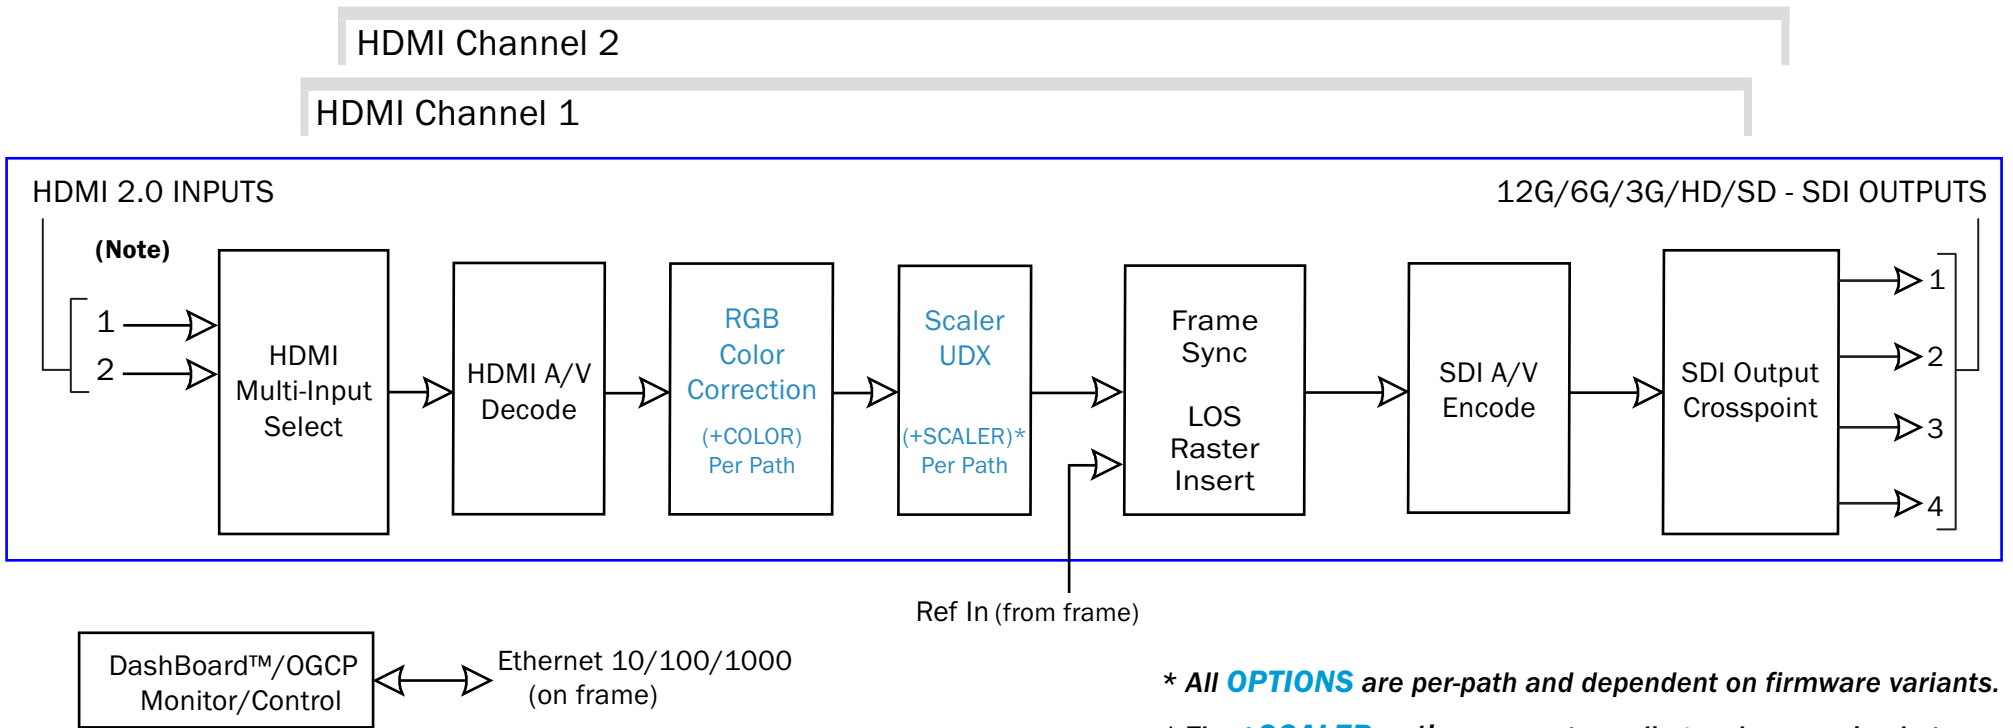 HDMI Channel 2
HDMI Channel 1
HDMI 2.0 INPUTS
12G/6G/3G/HD/SD - SDI OUTPUTS
(Note)
1
2
HDMI
Multi-Input
Select
HDMI A/V
Decode
RGB
Color
Correction
(+COLOR)
Per Path
Scaler
UDX
(+SCALER)*
Per Path
Frame
Sync
LOS
Raster
Insert
SDI A/V
Encode
SDI Output
Crosspoint
1
2
3
4
Ref In (from frame)
DashBoard™/OGCP
Monitor/Control
Ethernet 10/100/1000
(on frame)
* All OPTIONS are per-path and dependent on firmware variants.